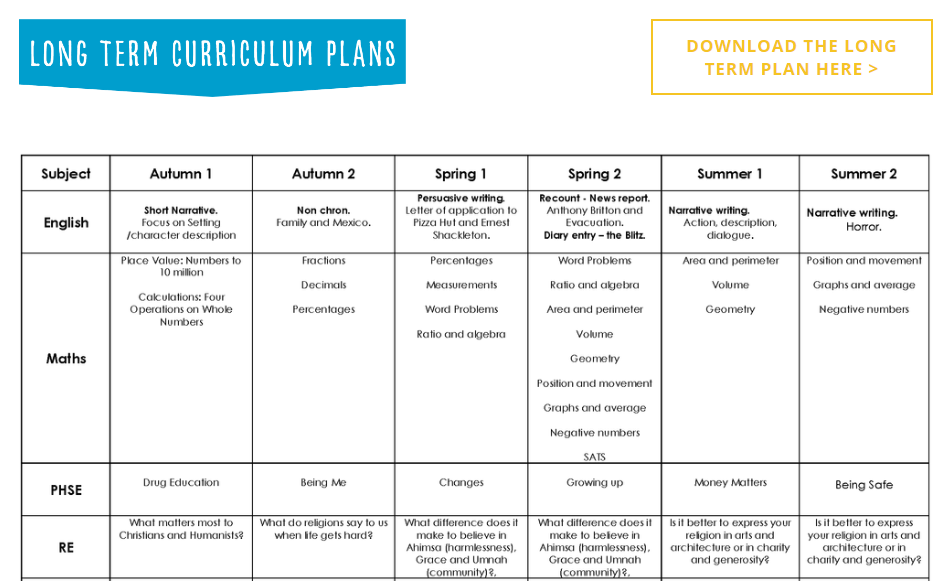 LONG TERM CURRICULUM PLANS
DOWNLOAD THE LONG
TERM PLAN HERE >
Subject
Autumn 1
Autumn 2
Spring 1
Spring 2
Summer 1
Summer 2
English
Short Narrative.
Focus on Setting
/character description
Non chron.
Family and Mexico.
Persuasive writing.
Letter of application to
Pizza Hut and Ernest
Shackleton.
Recount - News report.
Anthony Britton and
Evacuation.
Diary entry – the Blitz.
Narrative writing.
Action, description,
dialogue.
Narrative writing.
Horror.
Maths
Place Value: Numbers to
10 million
Calculations: Four
Operations on Whole
Numbers
Fractions
Decimals
Percentages
Percentages
Measurements
Word Problems
Ratio and algebra
Word Problems
Ratio and algebra
Area and perimeter
Volume
Geometry
Position and movement
Graphs and average
Negative numbers
SATS
Area and perimeter
Volume
Geometry
Position and movement
Graphs and average
Negative numbers
PHSE
Drug Education
Being Me
Changes
Growing up
Money Matters
Being Safe
RE
What matters most to
Christians and Humanists?
What do religions say to us
when life gets hard?
What difference does it
make to believe in
Ahimsa (harmlessness),
Grace and Umnah
(community)?,
What difference does it
make to believe in
Ahimsa (harmlessness),
Grace and Umnah
(community)?,
Is it better to express your
religion in arts and
architecture or in charity
and generosity?
Is it better to express
your religion in arts and
architecture or in
charity and generosity?